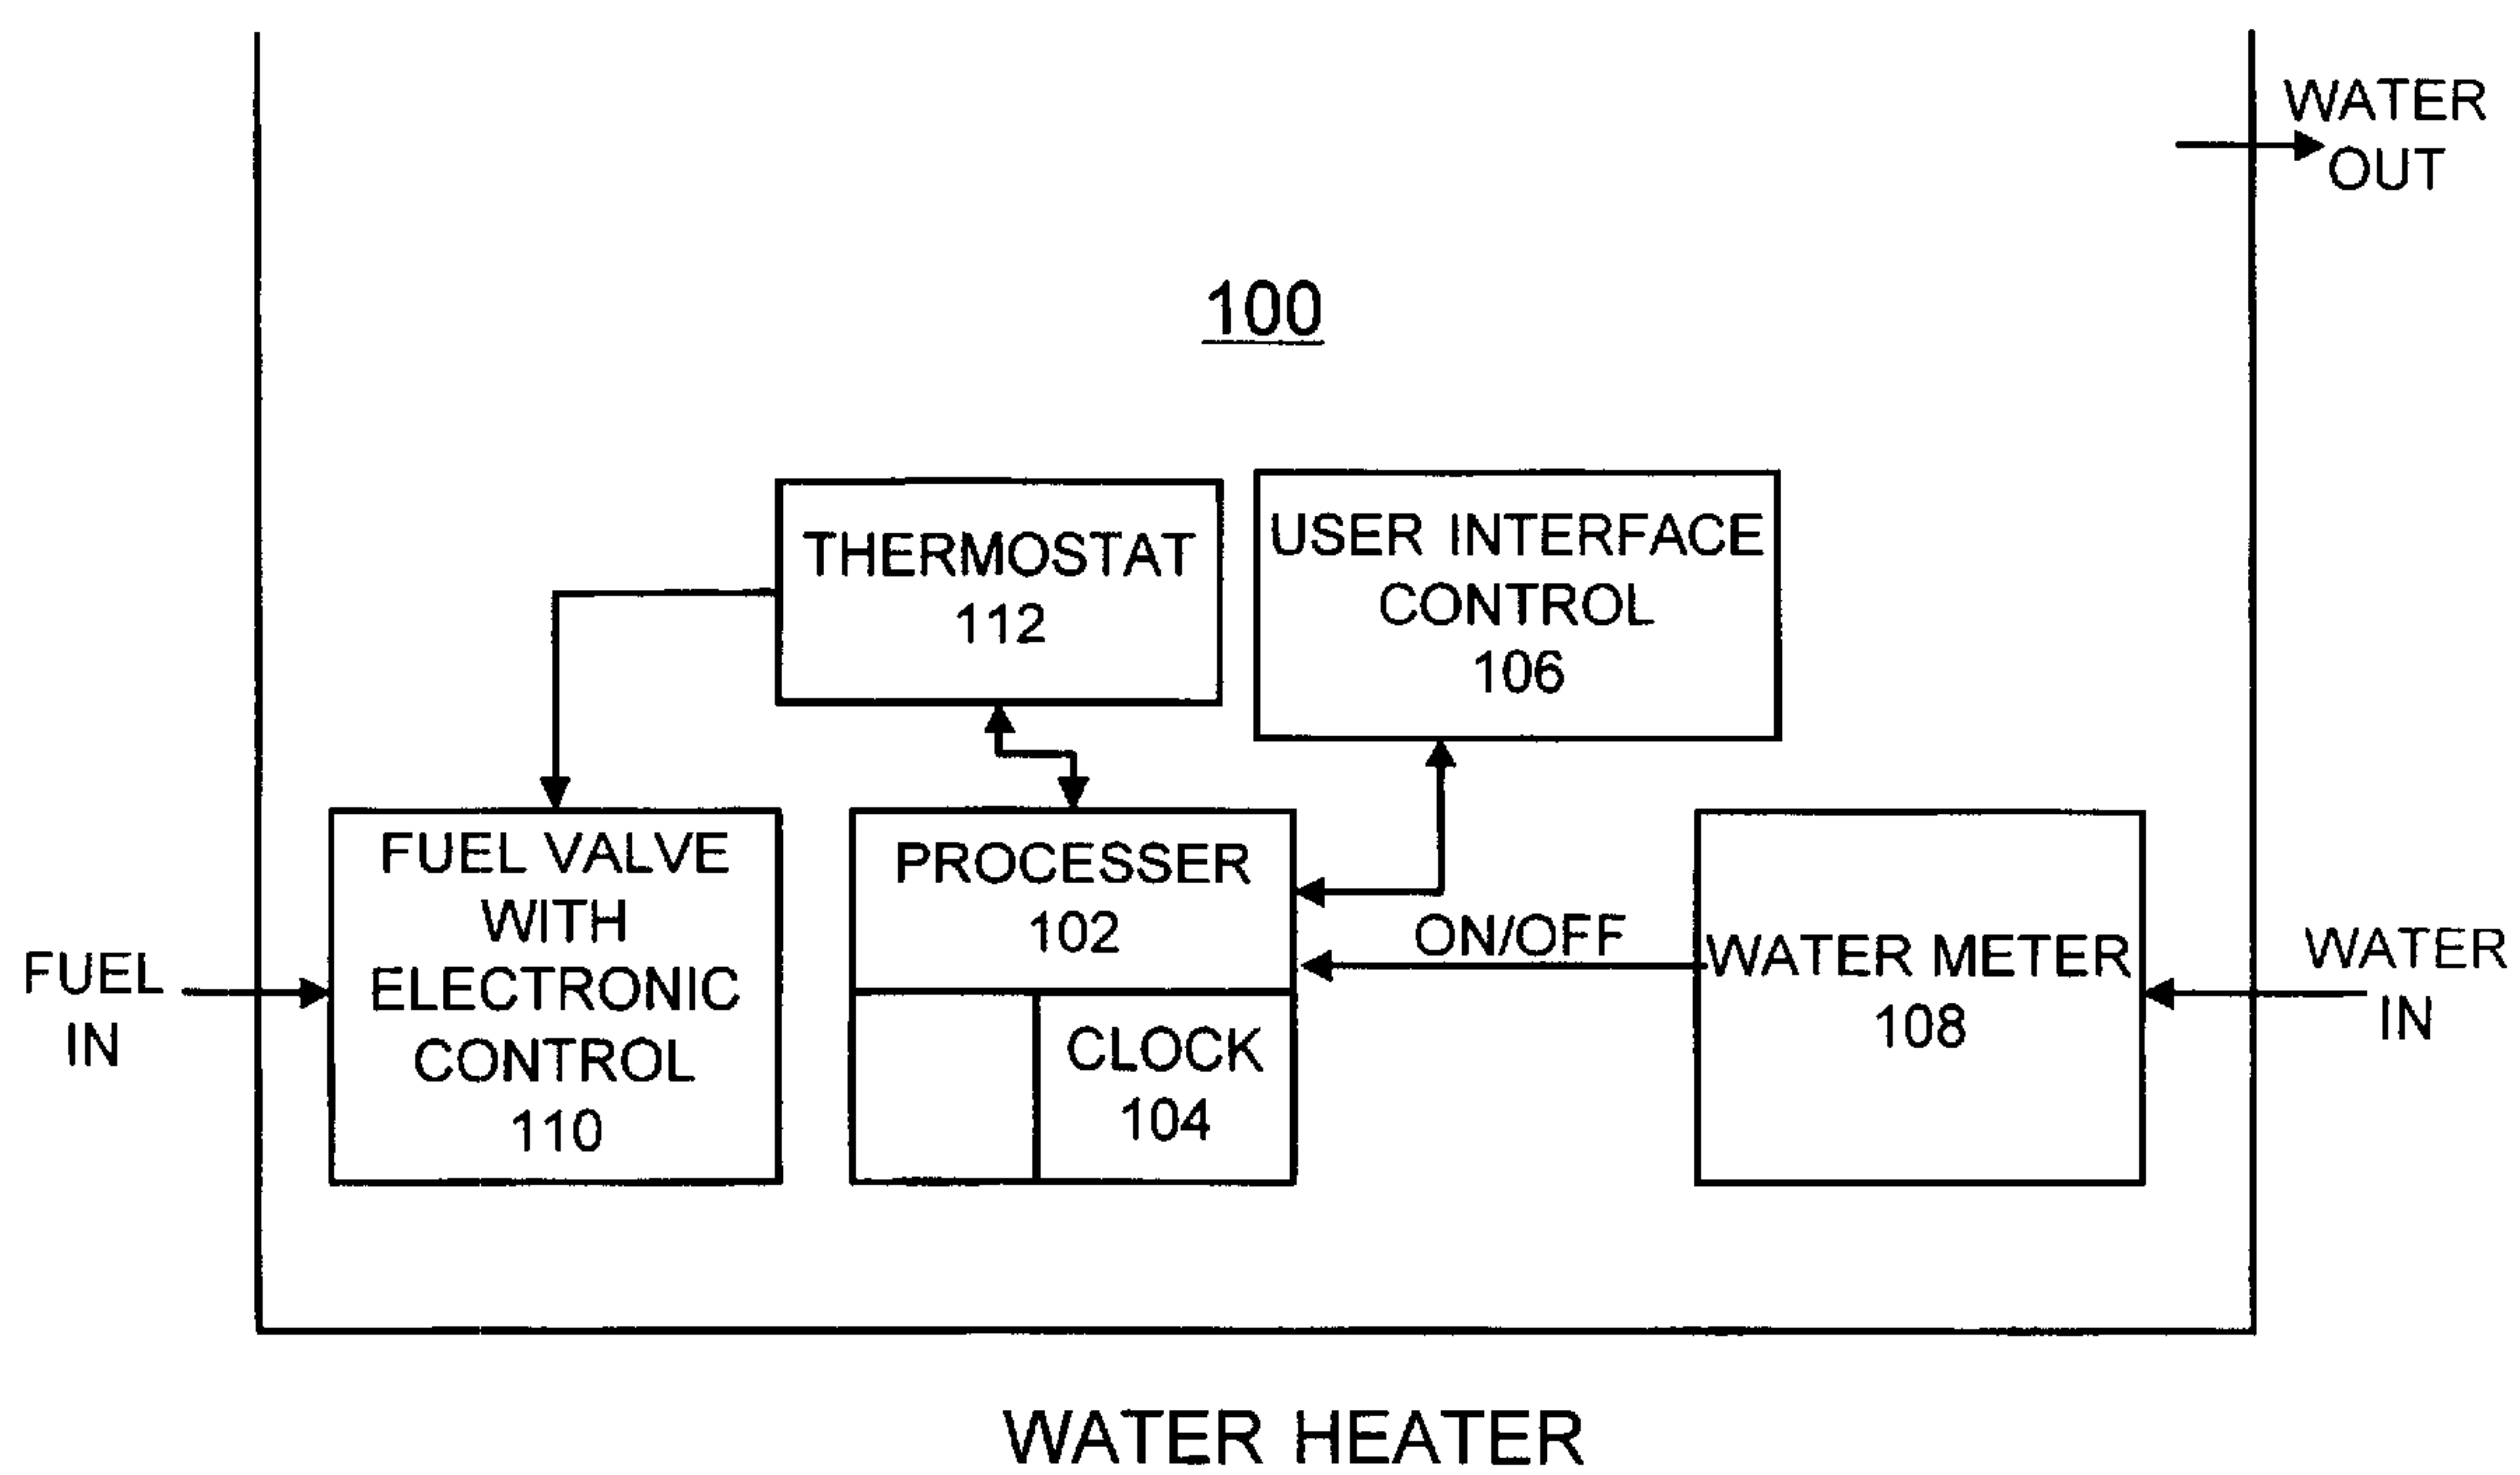 WATER
OUT
100
THERMOSTAT
112
USER INTERFACE
CONTROL
106
FUEL VALVE
WITH
ELECTRONIC
CONTROL
110
PROCESSER
102
CLOCK
104
ON/OFF
WATER METER
108
FUEL
IN
WATER
IN
WATER HEATER